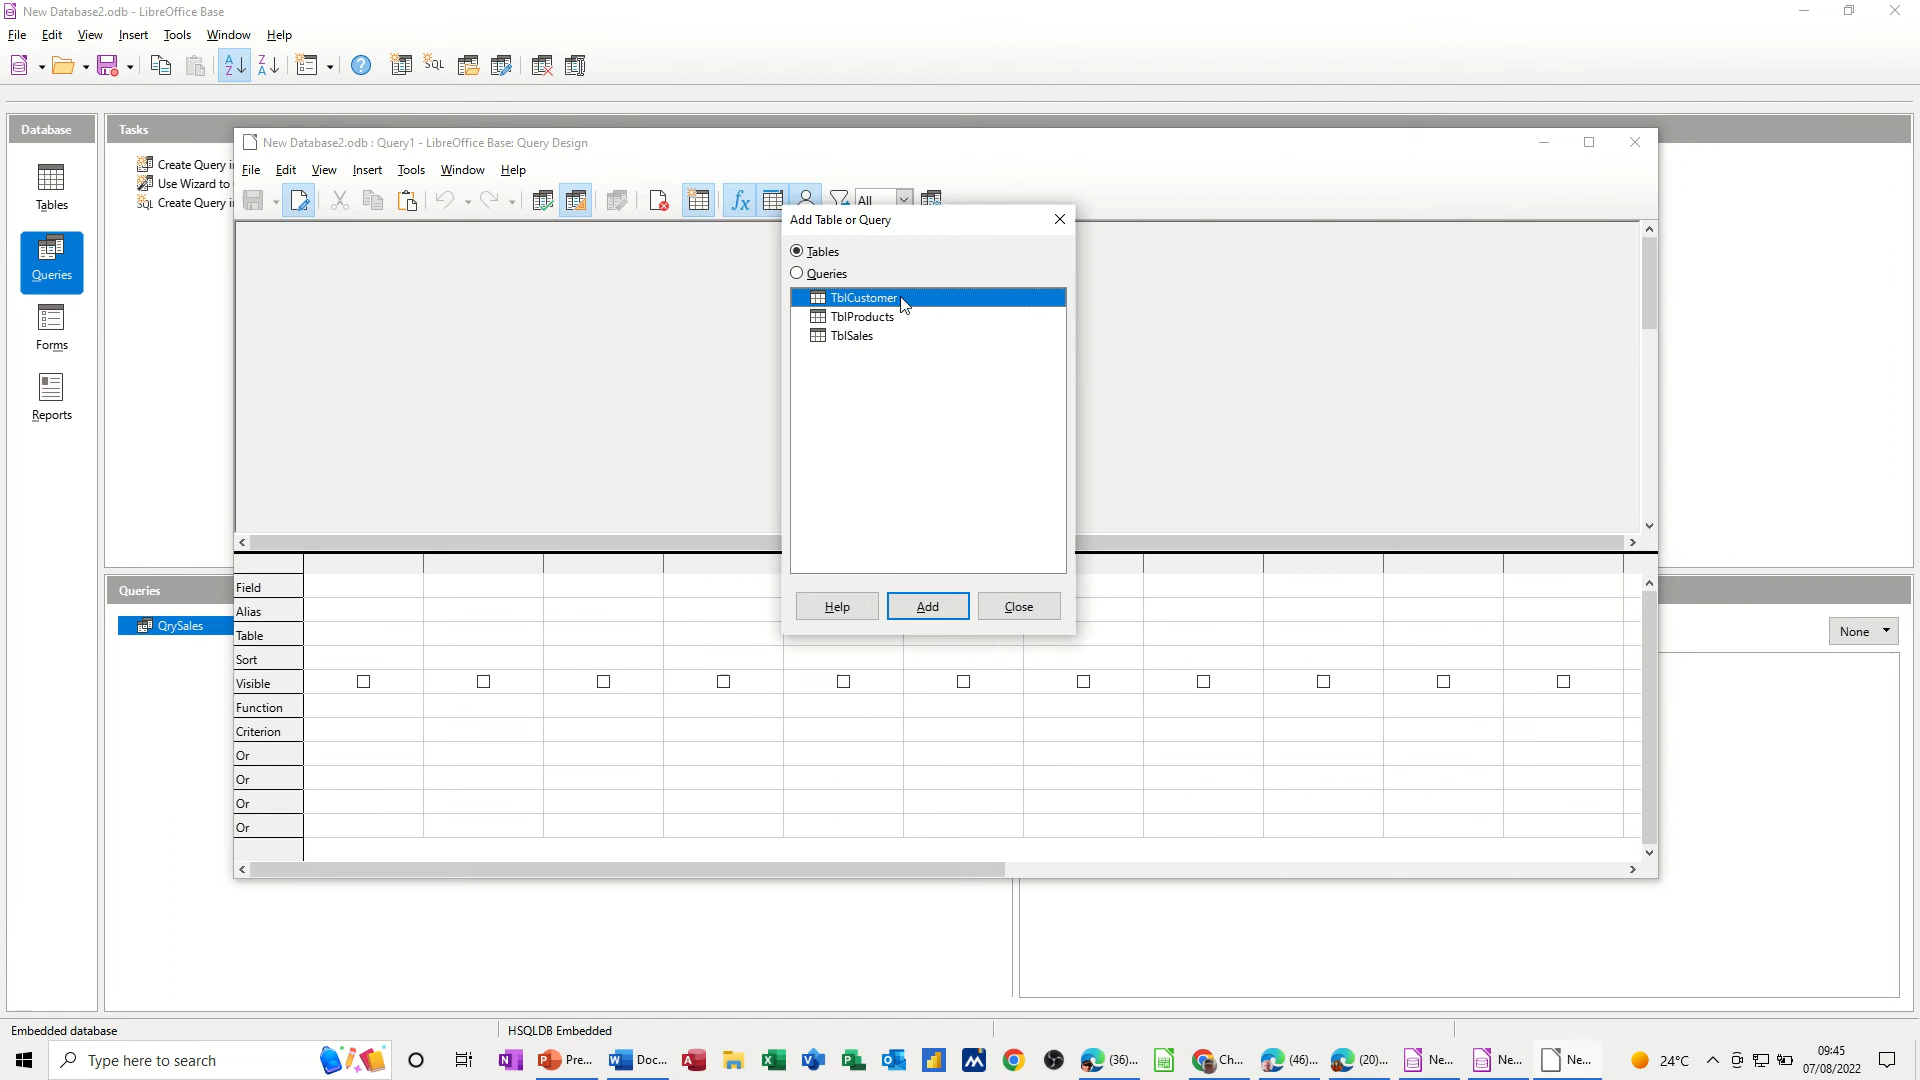 New Database2.odb - LibreOffice Base
File Edit View Insert Tools Window Help
Database
Tasks
Tables
Queries
Forms
Reports
Create Query i
Use Wizard to
Create Query i
New Database2.odb : Query1 - LibreOffice Base: Query Design
File Edit View Insert Tools Window Help
All
Add Table or Query
Tables
Queries
TblCustomer
TblProducts
TblSales
Help Add Close
Queries
QrySales
None
Field
Alias
Table
Sort
Visible
Function
Criterion
Or
Or
Or
Or
Embedded database HSQLDB Embedded
Type here to search
Pre...
Doc...
(36)...
Ch...
(46)...
(20)...
Ne...
Ne...
Ne...
24°C
09:45
07/08/2022